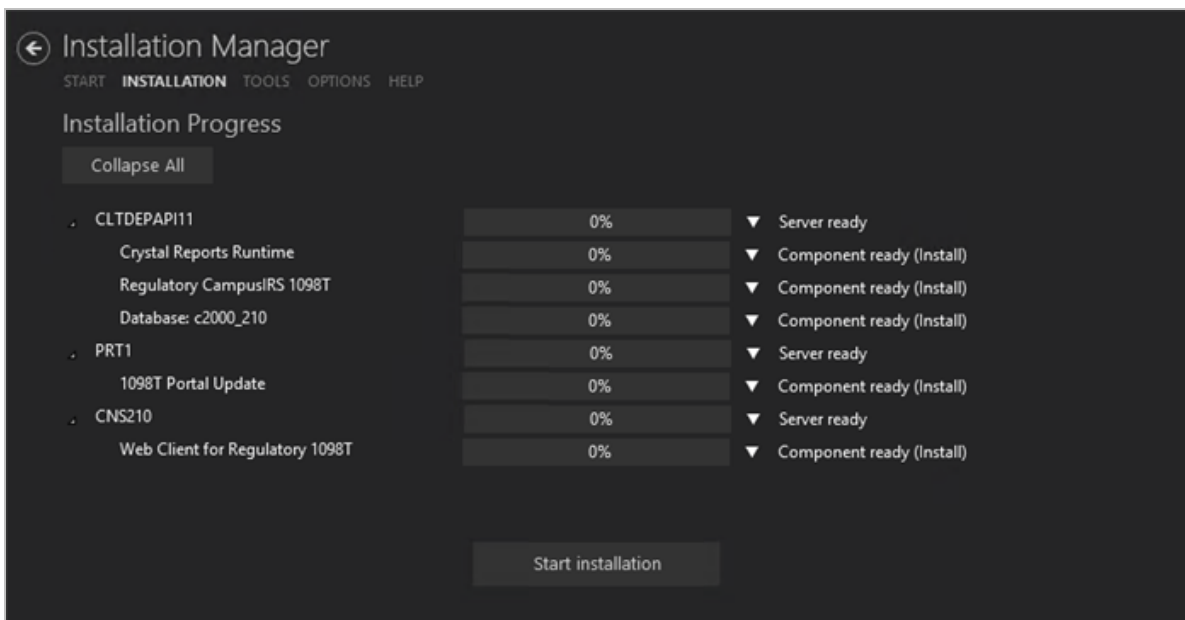 Installation Manager
START INSTALLATION TOOLS OPTIONS HELP
Installation Progress
Collapse All
CLTDEPAPI11 0% Server ready
Crystal Reports Runtime 0% Component ready (Install)
Regulatory CampusIRS 1098T 0% Component ready (Install)
Database: c2000_210 0% Component ready (Install)
PRT1 0% Server ready
1098T Portal Update 0% Component ready (Install)
CNS210 0% Server ready
Web Client for Regulatory 1098T 0% Component ready (Install)
Start installation